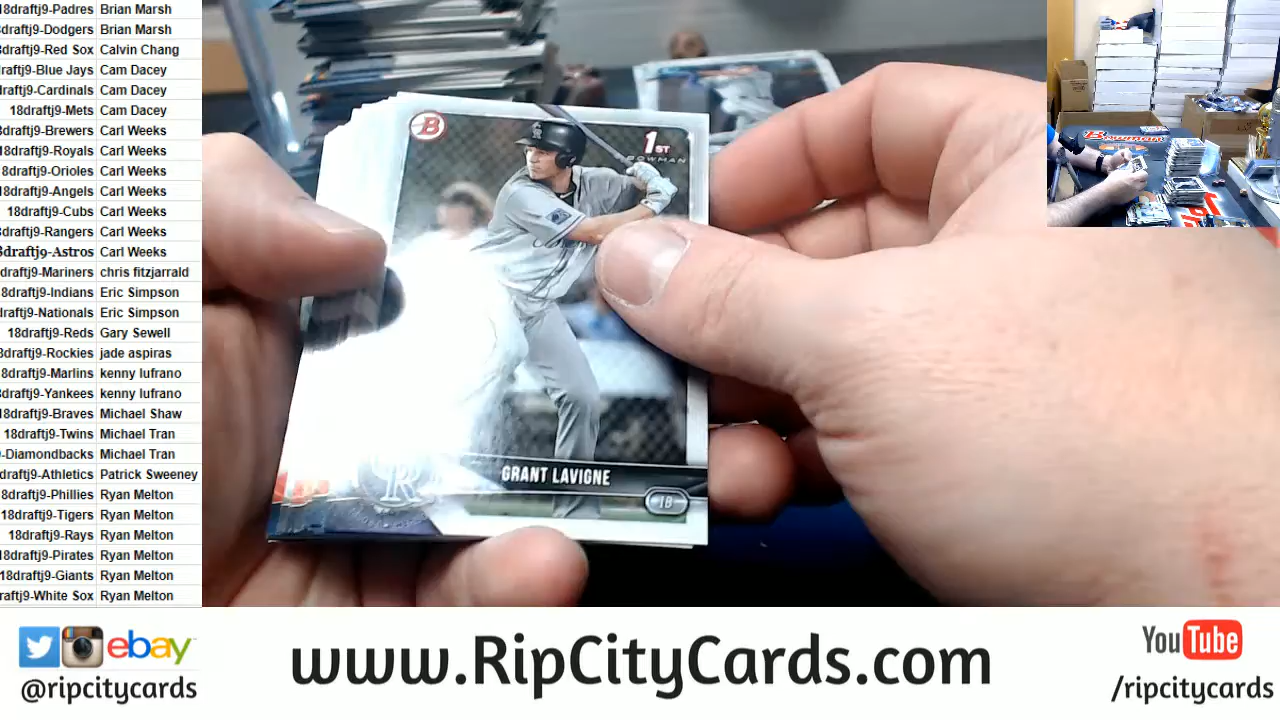 18draftj9-Padres Brian Marsh
8draftj9-Dodgers Brian Marsh
8draftj9-Red Sox Calvin Chang
raftj9-Blue Jays Cam Dacey
raftj9-Cardinals Cam Dacey
18draftj9-Mets Cam Dacey
8draftj9-Brewers Carl Weeks
18draftj9-Royals Carl Weeks
8draftj9-Orioles Carl Weeks
18draftj9-Angels Carl Weeks
18draftj9-Cubs Carl Weeks
8draftj9-Rangers Carl Weeks
8draftj9-Astros Carl Weeks
draftj9-Mariners chris fitzjarrald
8draftj9-Indians Eric Simpson
draftj9-Nationals Eric Simpson
18draftj9-Reds Gary Sewell
8draftj9-Rockies jade aspiras
8draftj9-Marlins kenny lufrano
8draftj9-Yankees kenny lufrano
18draftj9-Braves Michael Shaw
18draftj9-Twins Michael Tran
-Diamondbacks Michael Tran
draftj9-Athletics Patrick Sweeney
8draftj9-Phillies Ryan Melton
18draftj9-Tigers Ryan Melton
18draftj9-Rays Ryan Melton
18draftj9-Pirates Ryan Melton
18draftj9-Giants Ryan Melton
raftj9-White Sox Ryan Melton
B
1ST
BOWMAN
CR
GRANT LAVIGNE
1B
Bowman
ebay
@ripcitycards
www.RipCityCards.com
YouTube
/ripcitycards